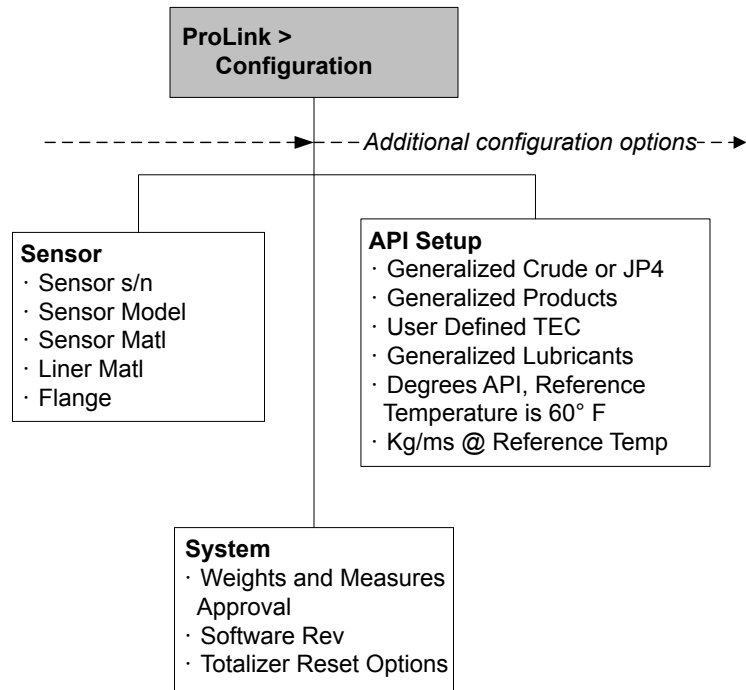 ProLink >
Configuration
Additional configuration options
Sensor
· Sensor s/n
· Sensor Model
· Sensor Matl
· Liner Matl
· Flange
API Setup
· Generalized Crude or JP4
· Generalized Products
· User Defined TEC
· Generalized Lubricants
· Degrees API, Reference
Temperature is 60° F
· Kg/ms @ Reference Temp
System
· Weights and Measures
Approval
· Software Rev
· Totalizer Reset Options